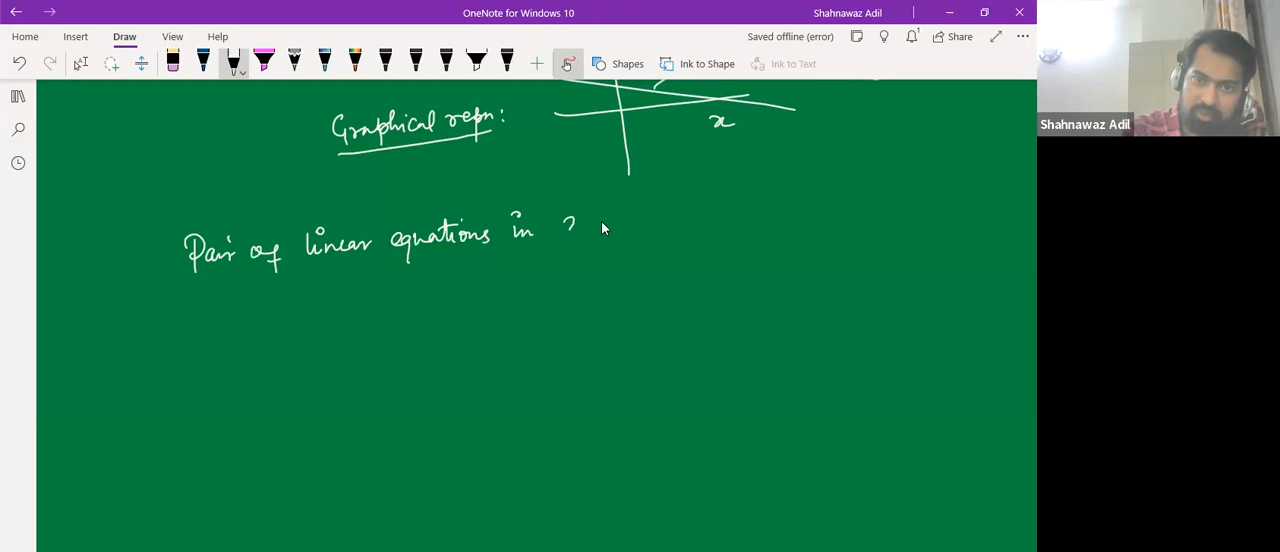 OneNote for Windows 10
Shahnawaz Adil
Home Insert Draw View Help
Saved offline (error)
1
Share
Shapes
Ink to Shape
Ink to Text
Shahnawaz Adil
Graphical repn:
x
Pair of linear equations in 2